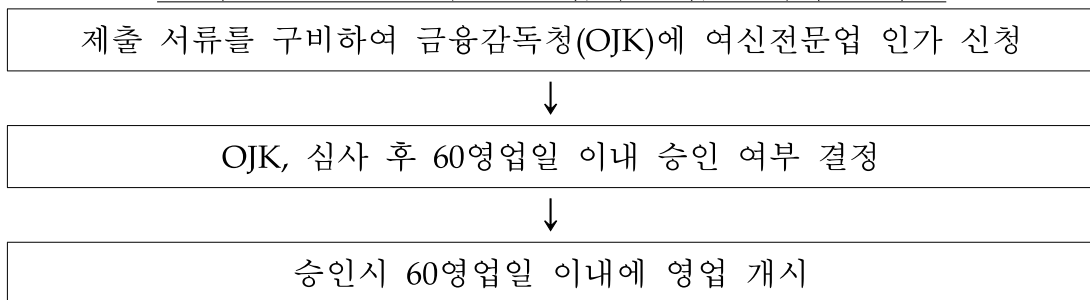 제출 서류를 구비하여 금융감독청(OJK)에 여신전문업 인가 신청
↓
OJK, 심사 후 60영업일 이내 승인 여부 결정
↓
승인시 60영업일 이내에 영업 개시